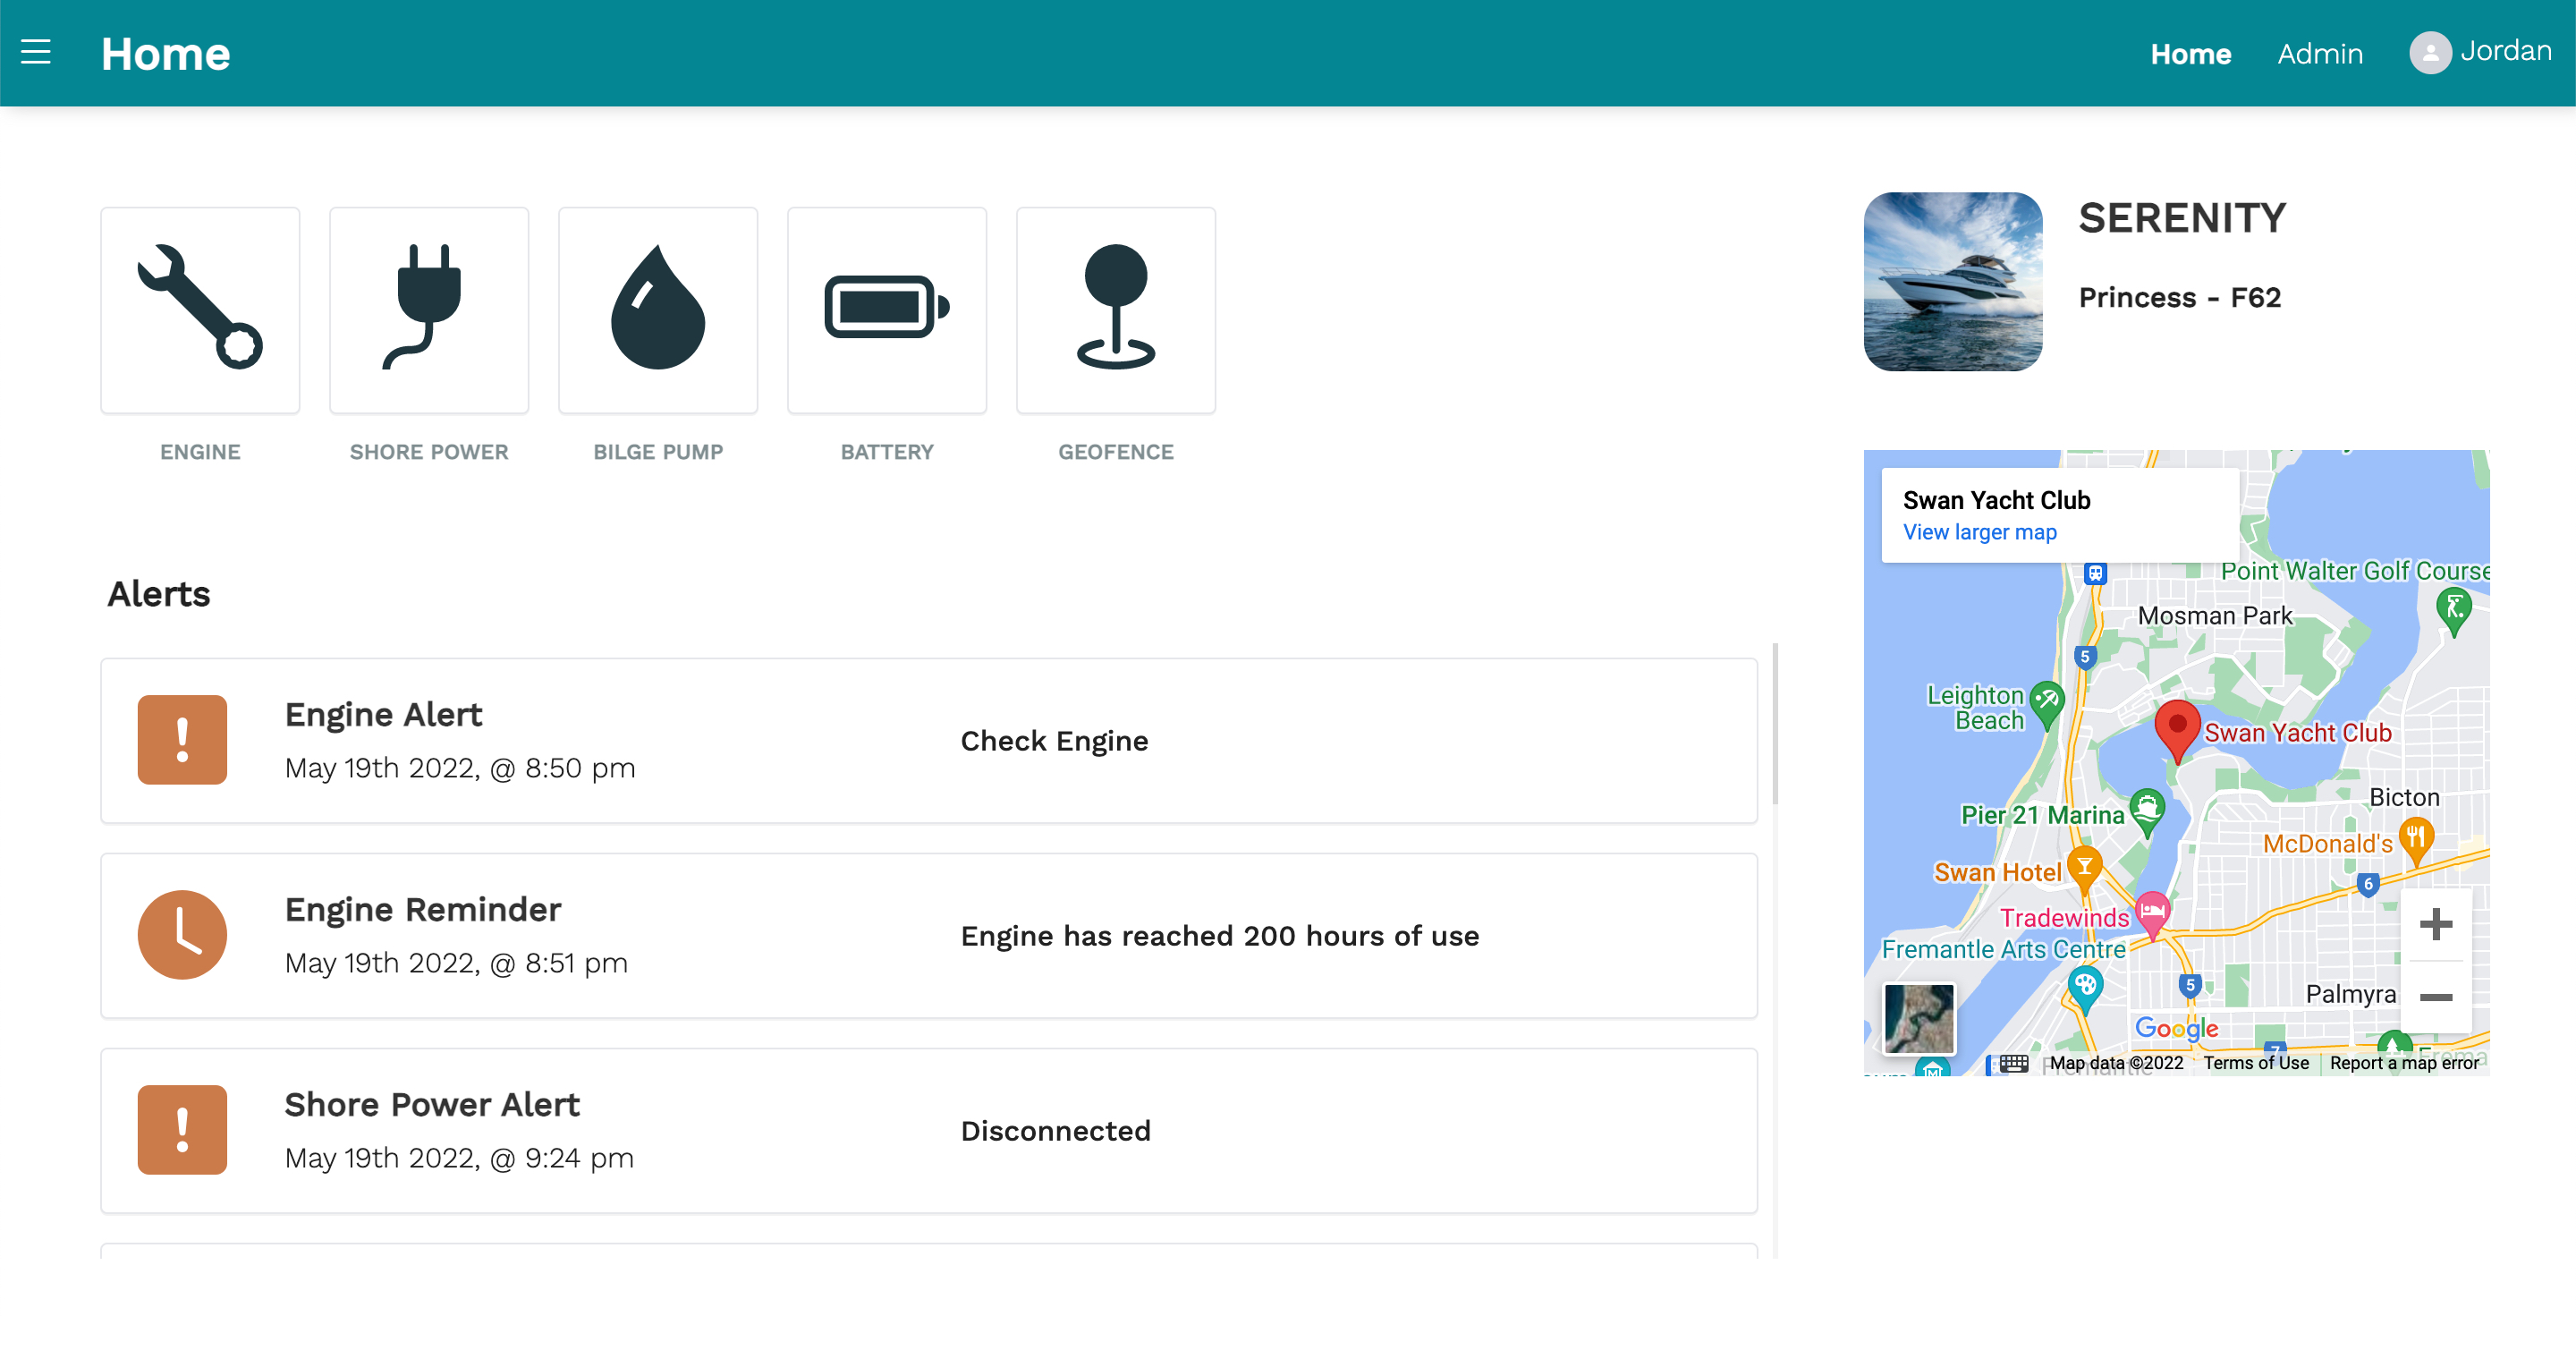 Home
Home Admin Jordan
ENGINE
SHORE POWER
BILGE PUMP
BATTERY
GEOFENCE
SERENITY
Princess - F62
Alerts
Engine Alert
May 19th 2022, @ 8:50 pm
Check Engine
Engine Reminder
May 19th 2022, @ 8:51 pm
Engine has reached 200 hours of use
Shore Power Alert
May 19th 2022, @ 9:24 pm
Disconnected
Swan Yacht Club
View larger map
Point Walter Golf Course
Mosman Park
5
Leighton
Beach
Swan Yacht Club
Bicton
Pier 21 Marina
McDonald's
Swan Hotel
6
Tradewinds
Fremantle Arts Centre
5
Palmyra
Google
7
Fremantle
Map data ©2022
Terms of Use
Report a map error